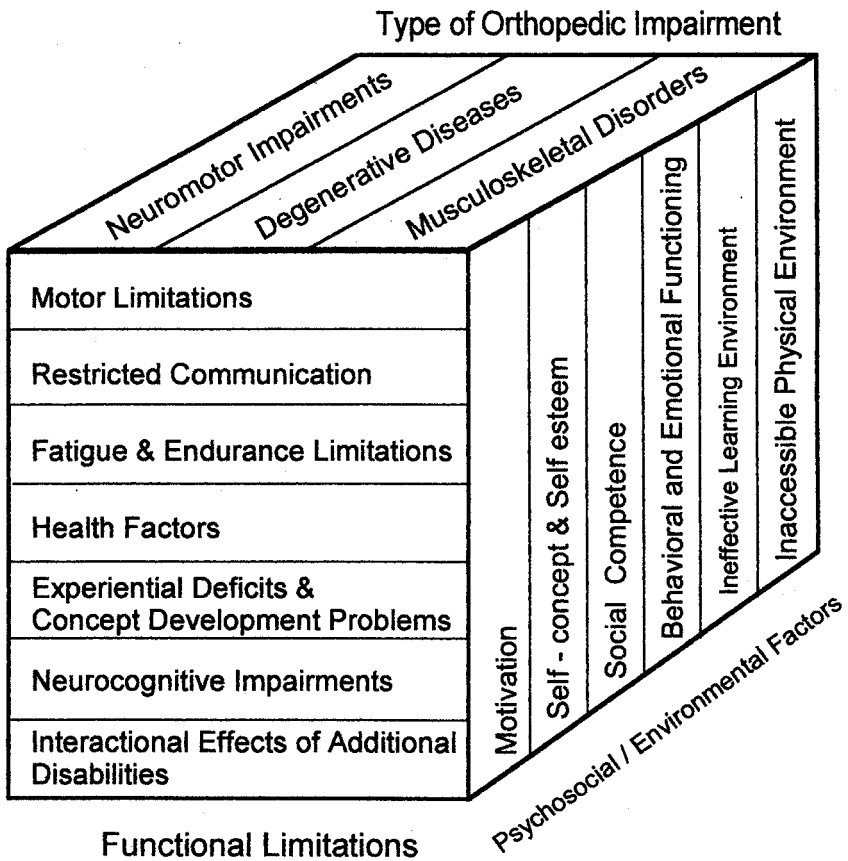 Type of Orthopedic Impairment
Neuromotor Impairments
Degenerative Diseases
Musculoskeletal Disorders
Motor Limitations
Restricted Communication
Fatigue & Endurance Limitations
Health Factors
Experiential Deficits &
Concept Development Problems
Neurocognitive Impairments
Interactional Effects of Additional
Disabilities
Functional Limitations
Motivation
Self - concept & Self esteem
Social Competence
Behavioral and Emotional Functioning
Ineffective Learning Environment
Inaccessible Physical Environment
Psychosocial / Environmental Factors